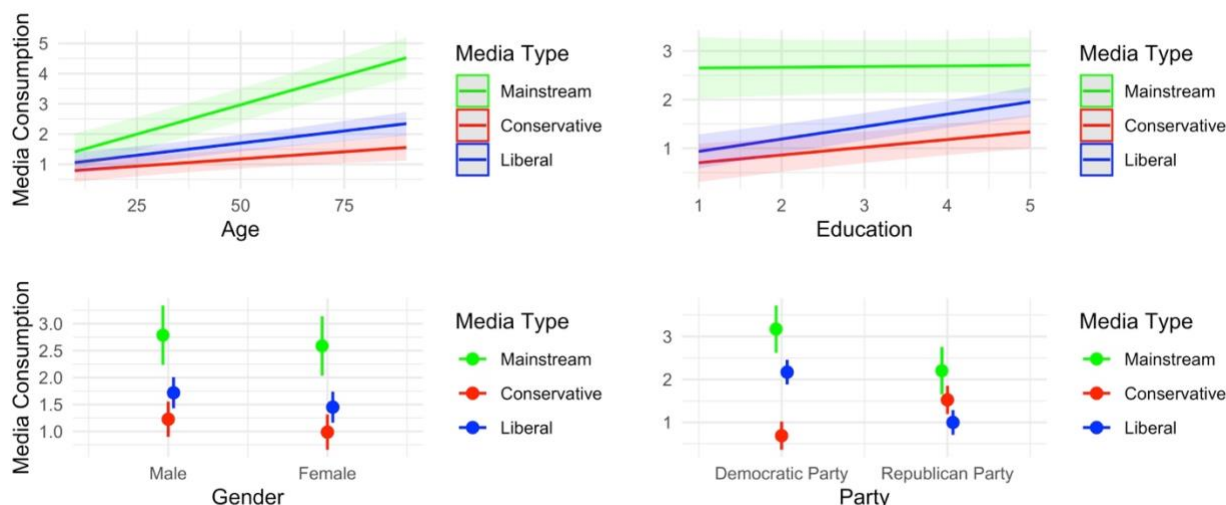 Media Consumption
5
4
3
2
1
25 50 75
Age
Media Type
Mainstream
Conservative
Liberal
3
2
1
1 2 3 4 5
Education
Media Type
Mainstream
Conservative
Liberal
Media Consumption
3.0
2.5
2.0
1.5
1.0
Male Female
Gender
Media Type
Mainstream
Conservative
Liberal
3
2
1
Democratic Party Republican Party
Party
Media Type
Mainstream
Conservative
Liberal